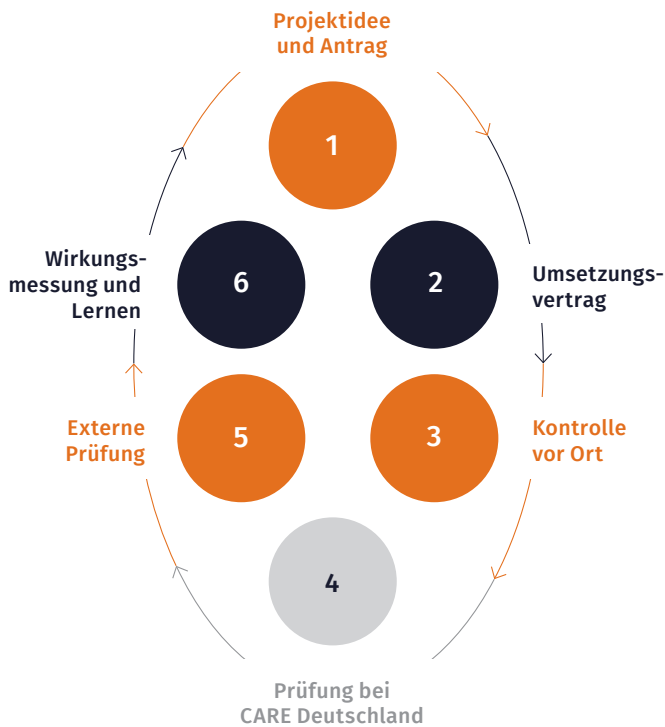 Projektidee
und Antrag
1
2
Umsetzungs-
vertrag
3
Kontrolle
vor Ort
4
Prüfung bei
CARE Deutschland
5
Externe
Prüfung
6
Wirkungs-
messung und
Lernen